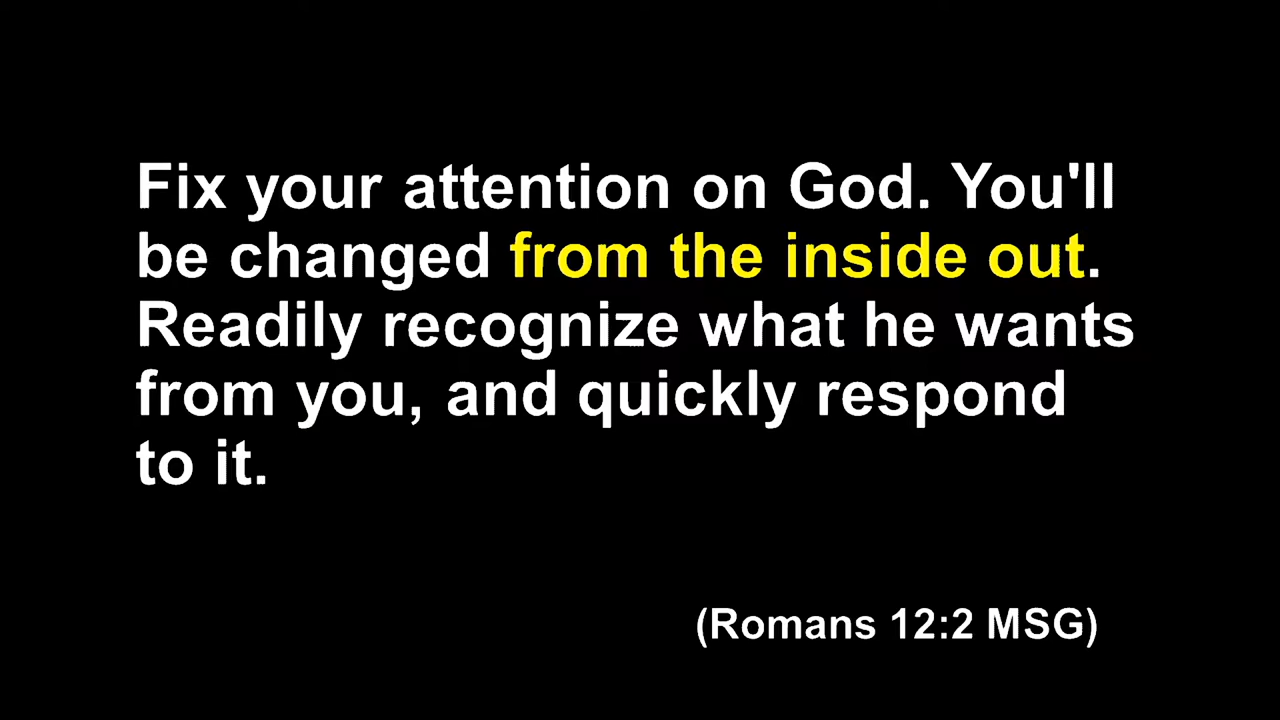 Fix your attention on God. You'll
be changed from the inside out.
Readily recognize what he wants
from you, and quickly respond
to it.
(Romans 12:2 MSG)